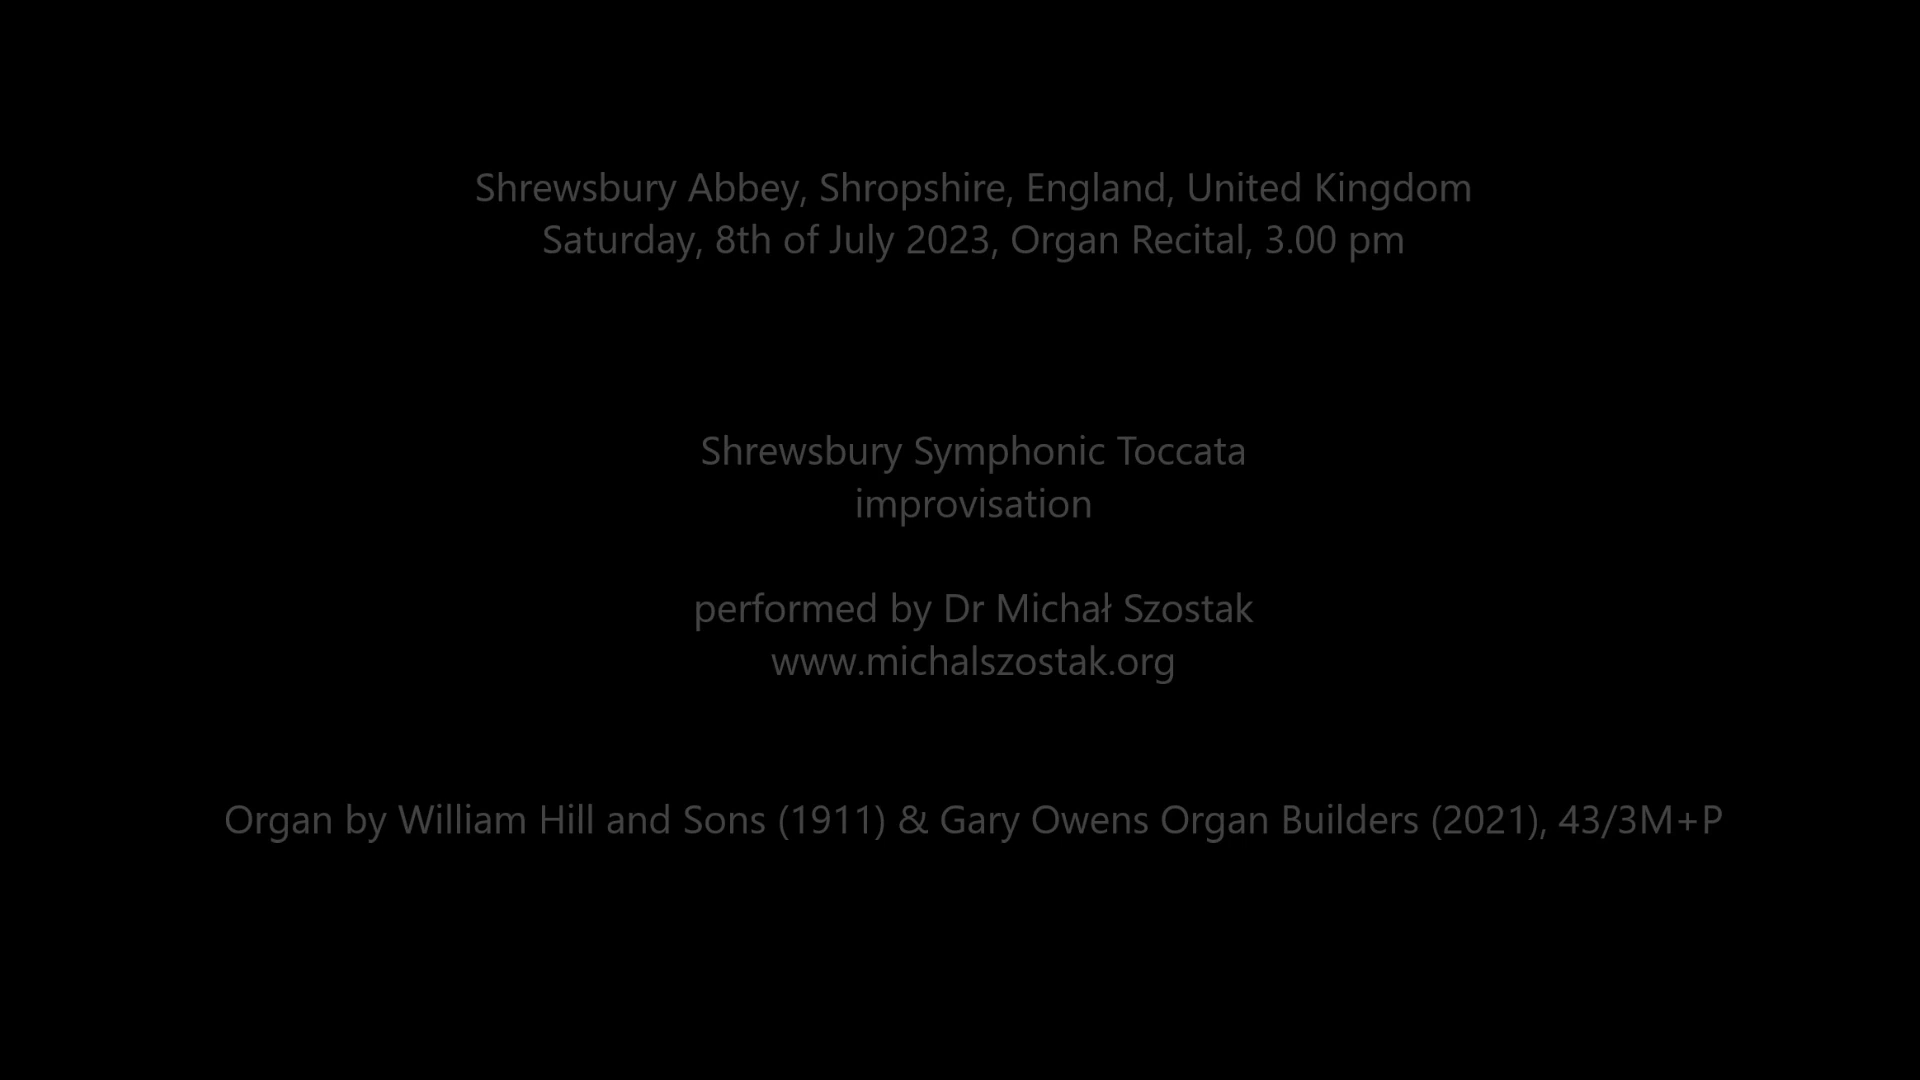 Shrewsbury Abbey, Shropshire, England, United Kingdom
Saturday, 8th of July 2023, Organ Recital, 3.00 pm
Shrewsbury Symphonic Toccata
improvisation
performed by Dr Michał Szostak
www.michalszostak.org
Organ by William Hill and Sons (1911) & Gary Owens Organ Builders (2021), 43/3M+P